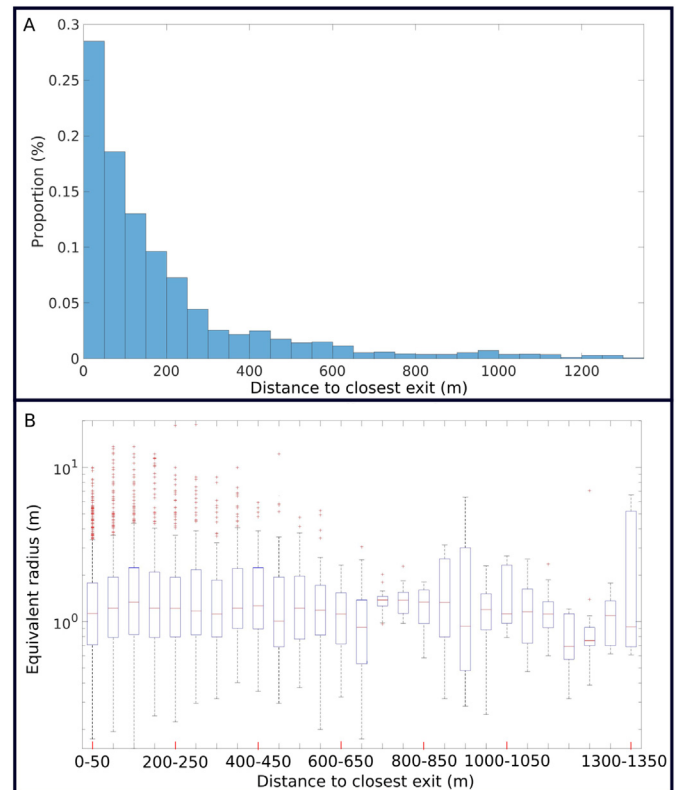 A
0.3
0.25
0.2
0.15
0.1
0.05
0
Proportion (%)
0 200 400 600 800 1000 1200
Distance to closest exit (m)
B
10¹
10⁰
Equivalent radius (m)
0-50 200-250 400-450 600-650 800-850 1000-1050 1300-1350
Distance to closest exit (m)